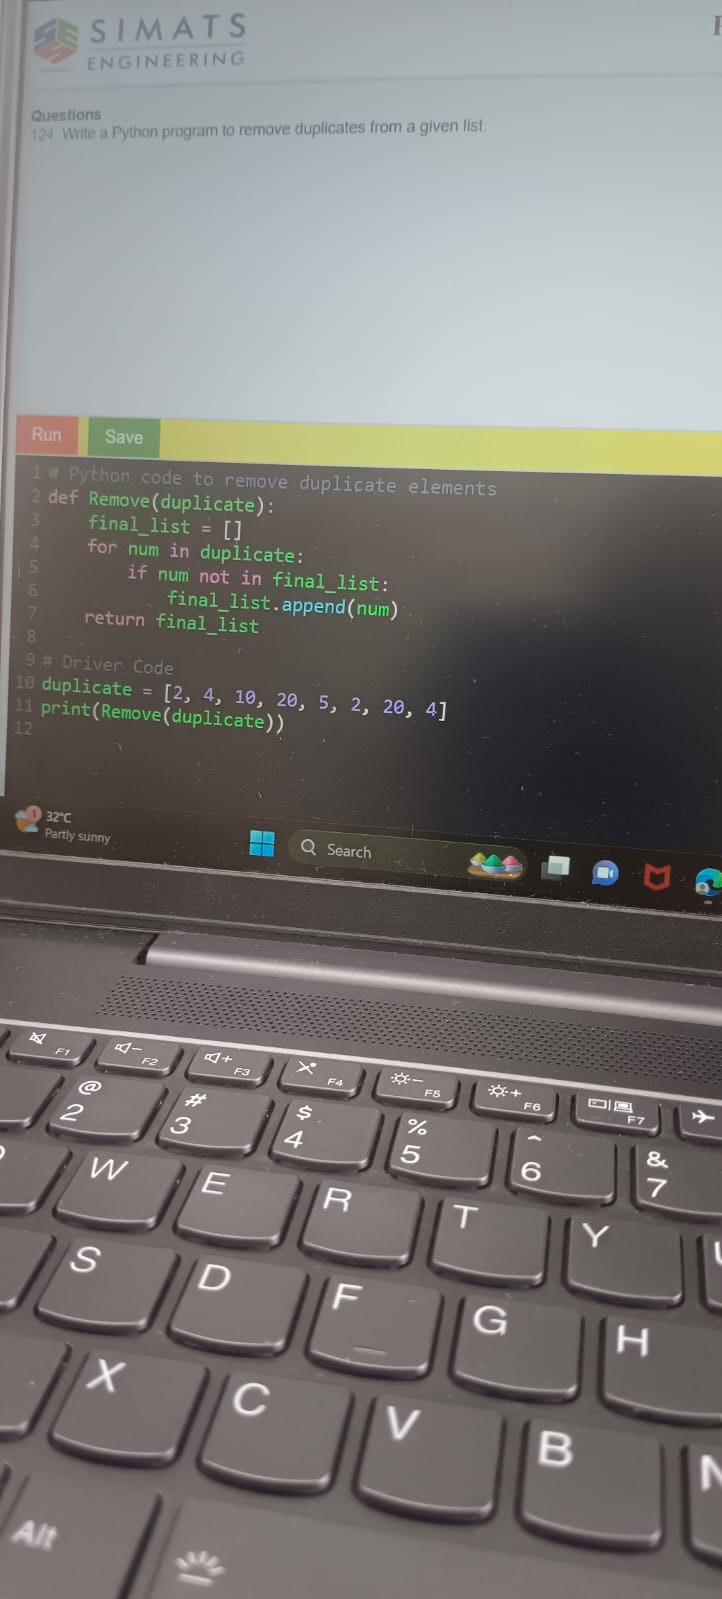 SIMATS
ENGINEERING
Questions
124. Write a Python program to remove duplicates from a given list.
Run
Save
1 # Python code to remove duplicate elements
2 def Remove(duplicate):
3     final_list = []
4     for num in duplicate:
5         if num not in final_list:
6             final_list.append(num)
7     return final_list
8
9 # Driver Code
10 duplicate = [2, 4, 10, 20, 5, 2, 20, 4]
11 print(Remove(duplicate))
12
1
32°C
Partly sunny
Search
F1
F2
F3
F4
F5
F6
F7
@ # $ % ^ &
2 3 4 5 6 7
W E R T Y
S D F G H
X C V B N
Alt